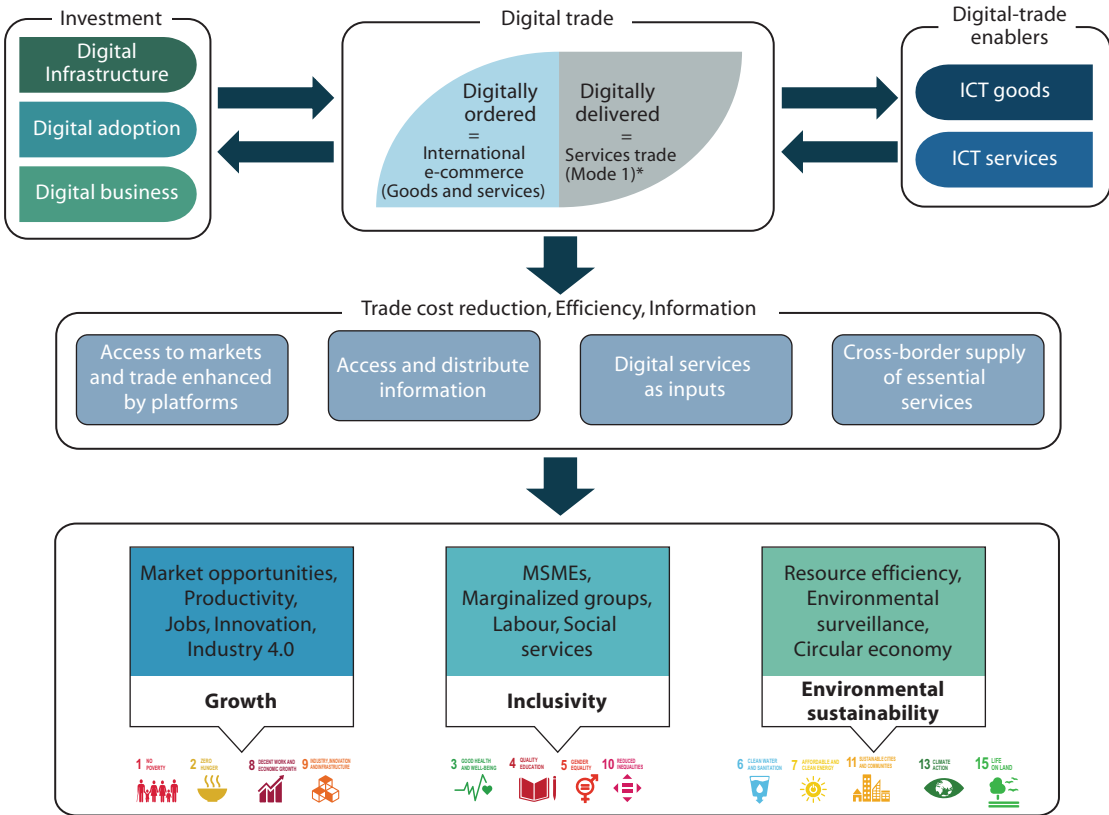 Investment
Digital
Infrastructure
Digital adoption
Digital business
Digital trade
Digitally
ordered
=
International
e-commerce
(Goods and services)
Digitally
delivered
=
Services trade
(Mode 1)*
Digital-trade
enablers
ICT goods
ICT services
Trade cost reduction, Efficiency, Information
Access to markets
and trade enhanced
by platforms
Access and distribute
information
Digital services
as inputs
Cross-border supply
of essential
services
Market opportunities,
Productivity,
Jobs, Innovation,
Industry 4.0
Growth
MSMEs,
Marginalized groups,
Labour, Social
services
Inclusivity
Resource efficiency,
Environmental
surveillance,
Circular economy
Environmental
sustainability
1 NO
POVERTY
2 ZERO
HUNGER
8 DECENT WORK AND
ECONOMIC GROWTH
9 INDUSTRY, INNOVATION
AND INFRASTRUCTURE
3 GOOD HEALTH
AND WELL-BEING
4 QUALITY
EDUCATION
5 GENDER
EQUALITY
10 REDUCED
INEQUALITIES
6 CLEAN WATER
AND SANITATION
7 AFFORDABLE AND
CLEAN ENERGY
11 SUSTAINABLE CITIES
AND COMMUNITIES
13 CLIMATE
ACTION
15 LIFE
ON LAND